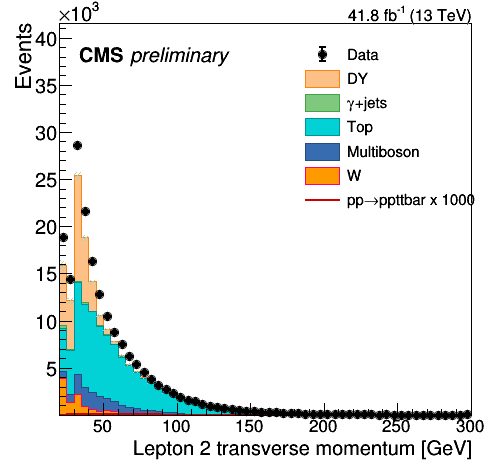 ×10³
41.8 fb⁻¹ (13 TeV)
Events
CMS preliminary
Data
DY
γ+jets
Top
Multiboson
W
pp→ppttbar x 1000
40
35
30
25
20
15
10
5
50 100 150 200 250 300
Lepton 2 transverse momentum [GeV]